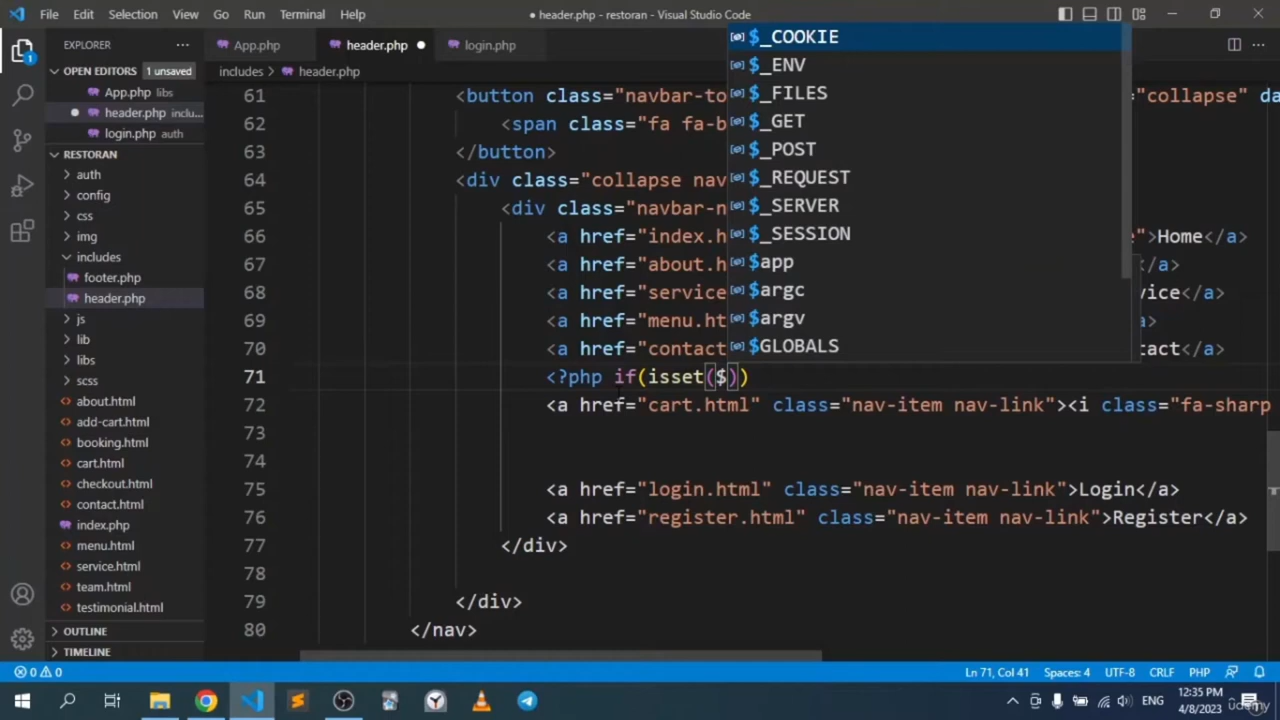 File Edit Selection View Go Run Terminal Help
● header.php - restoran - Visual Studio Code
EXPLORER
App.php
header.php
login.php
OPEN EDITORS 1 unsaved
includes > header.php
App.php libs
header.php inclu...
login.php auth
RESTORAN
auth
config
css
img
includes
footer.php
header.php
js
lib
libs
scss
about.html
add-cart.html
booking.html
cart.html
checkout.html
contact.html
index.php
menu.html
service.html
team.html
testimonial.html
OUTLINE
TIMELINE
61 <button class="navbar-to ="collapse" da
62 <span class="fa fa-b
63 </button>
64 <div class="collapse nav
65 <div class="navbar-n
66 <a href="index.h e">Home</a>
67 <a href="about.h </a>
68 <a href="service vice</a>
69 <a href="menu.ht a>
70 <a href="contact tact</a>
71 <?php if(isset($))
72 <a href="cart.html" class="nav-item nav-link"><i class="fa-sharp
73
74
75 <a href="login.html" class="nav-item nav-link">Login</a>
76 <a href="register.html" class="nav-item nav-link">Register</a>
77 </div>
78
79 </div>
80 </nav>
$_COOKIE
$_ENV
$_FILES
$_GET
$_POST
$_REQUEST
$_SERVER
$_SESSION
$app
$argc
$argv
$GLOBALS
0 0
Ln 71, Col 41 Spaces: 4 UTF-8 CRLF PHP
ENG
12:35 PM
4/8/2023
udemy